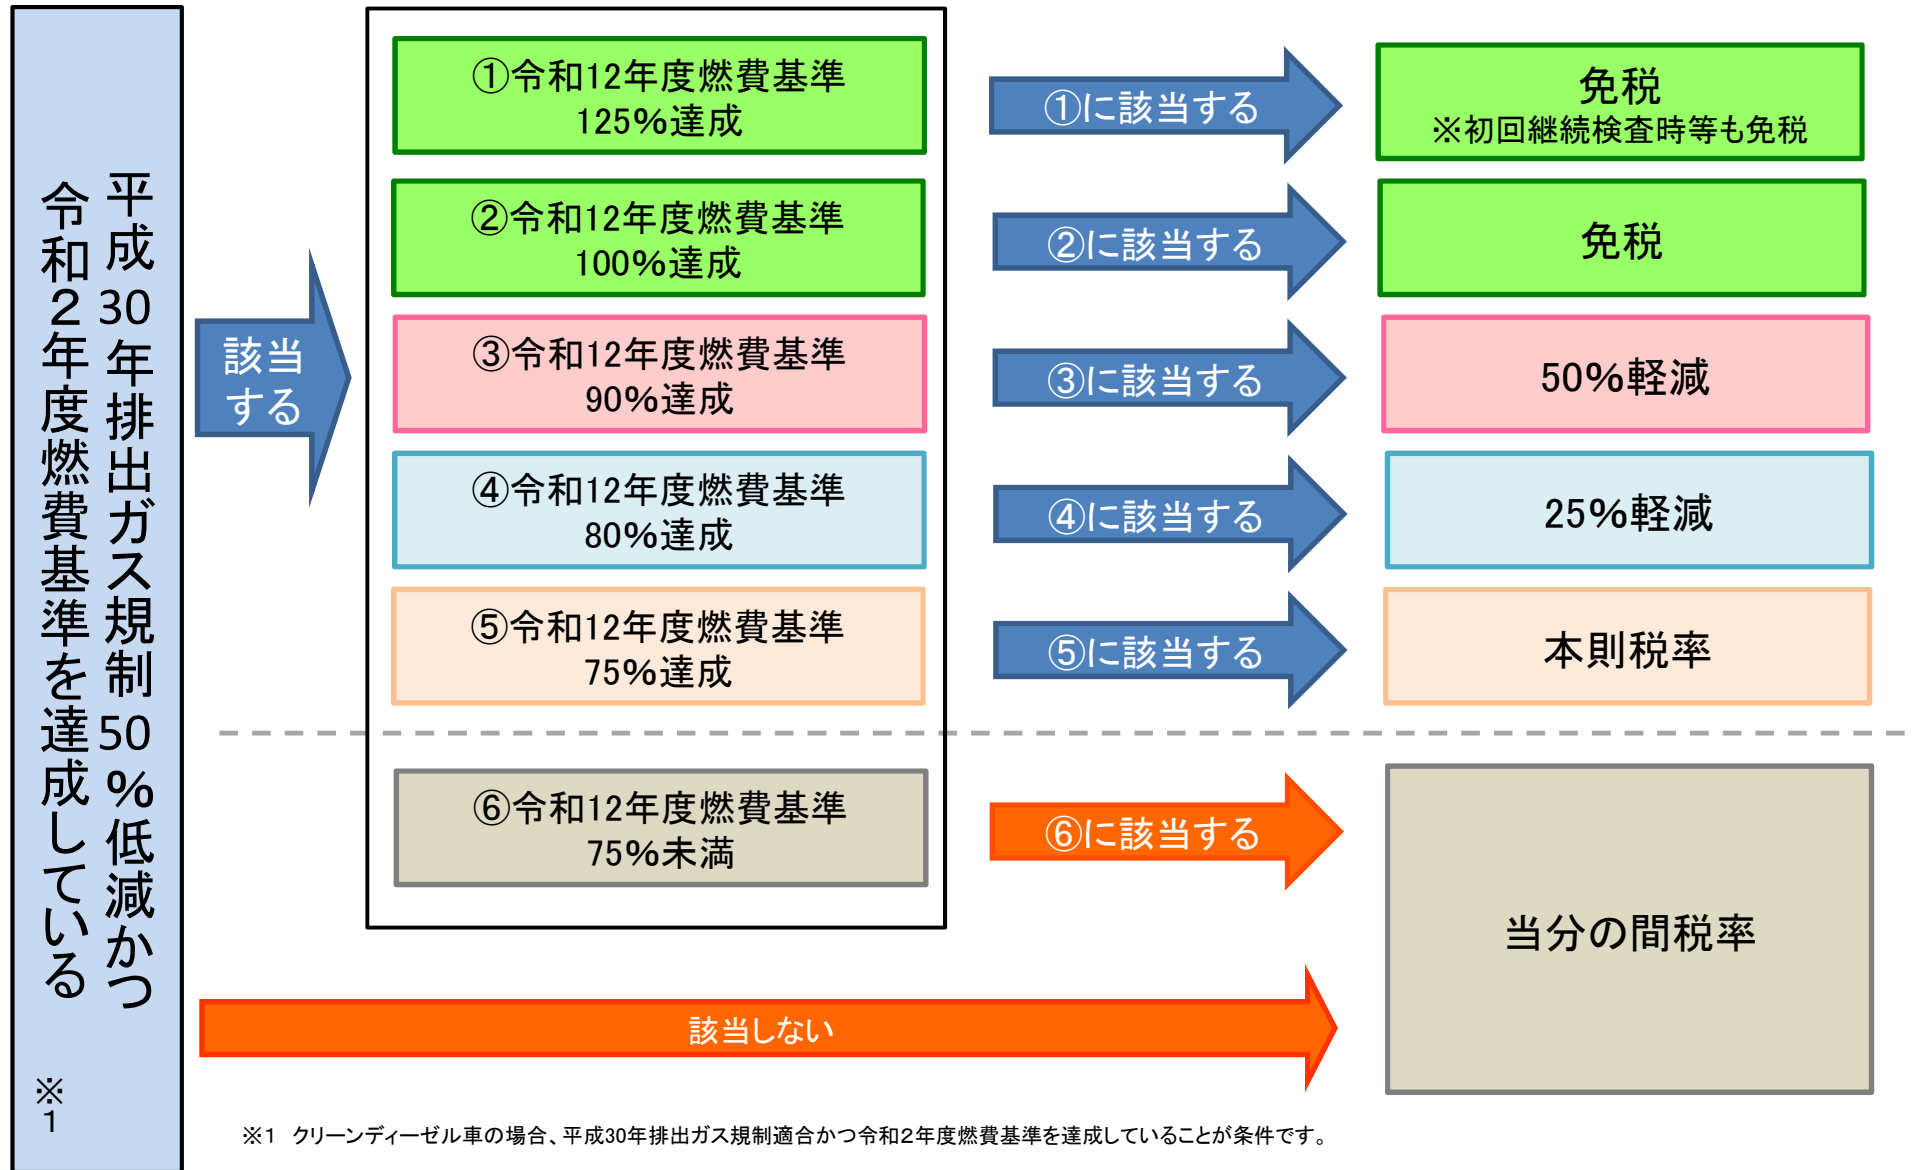 平成30年排出ガス規制50%低減かつ
令和２年度燃費基準を達成している
※1
該当
する
①令和12年度燃費基準
125%達成
①に該当する
免税
※初回継続検査時等も免税
②令和12年度燃費基準
100%達成
②に該当する
免税
③令和12年度燃費基準
90%達成
③に該当する
50%軽減
④令和12年度燃費基準
80%達成
④に該当する
25%軽減
⑤令和12年度燃費基準
75%達成
⑤に該当する
本則税率
⑥令和12年度燃費基準
75%未満
⑥に該当する
当分の間税率
該当しない
※1　クリーンディーゼル車の場合、平成30年排出ガス規制適合かつ令和２年度燃費基準を達成していることが条件です。